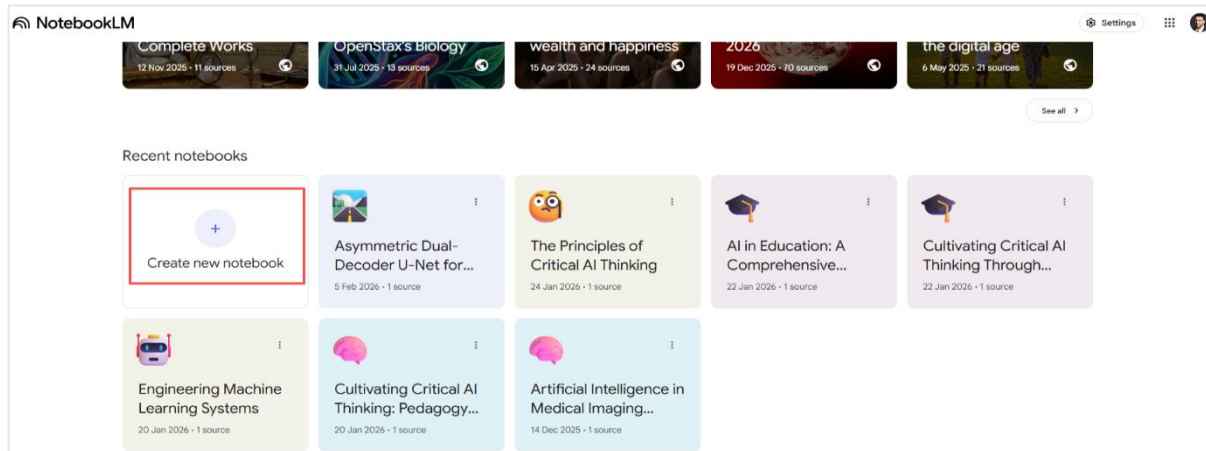 NotebookLM
Settings
Complete Works
12 Nov 2025 · 11 sources
OpenStax's Biology
31 Jul 2025 · 13 sources
wealth and happiness
15 Apr 2025 · 24 sources
2026
19 Dec 2025 · 70 sources
the digital age
6 May 2025 · 21 sources
See all
Recent notebooks
+
Create new notebook
Asymmetric Dual-
Decoder U-Net for...
5 Feb 2026 · 1 source
The Principles of
Critical AI Thinking
24 Jan 2026 · 1 source
AI in Education: A
Comprehensive...
22 Jan 2026 · 1 source
Cultivating Critical AI
Thinking Through...
22 Jan 2026 · 1 source
Engineering Machine
Learning Systems
20 Jan 2026 · 1 source
Cultivating Critical AI
Thinking: Pedagogy...
20 Jan 2026 · 1 source
Artificial Intelligence in
Medical Imaging...
14 Dec 2025 · 1 source